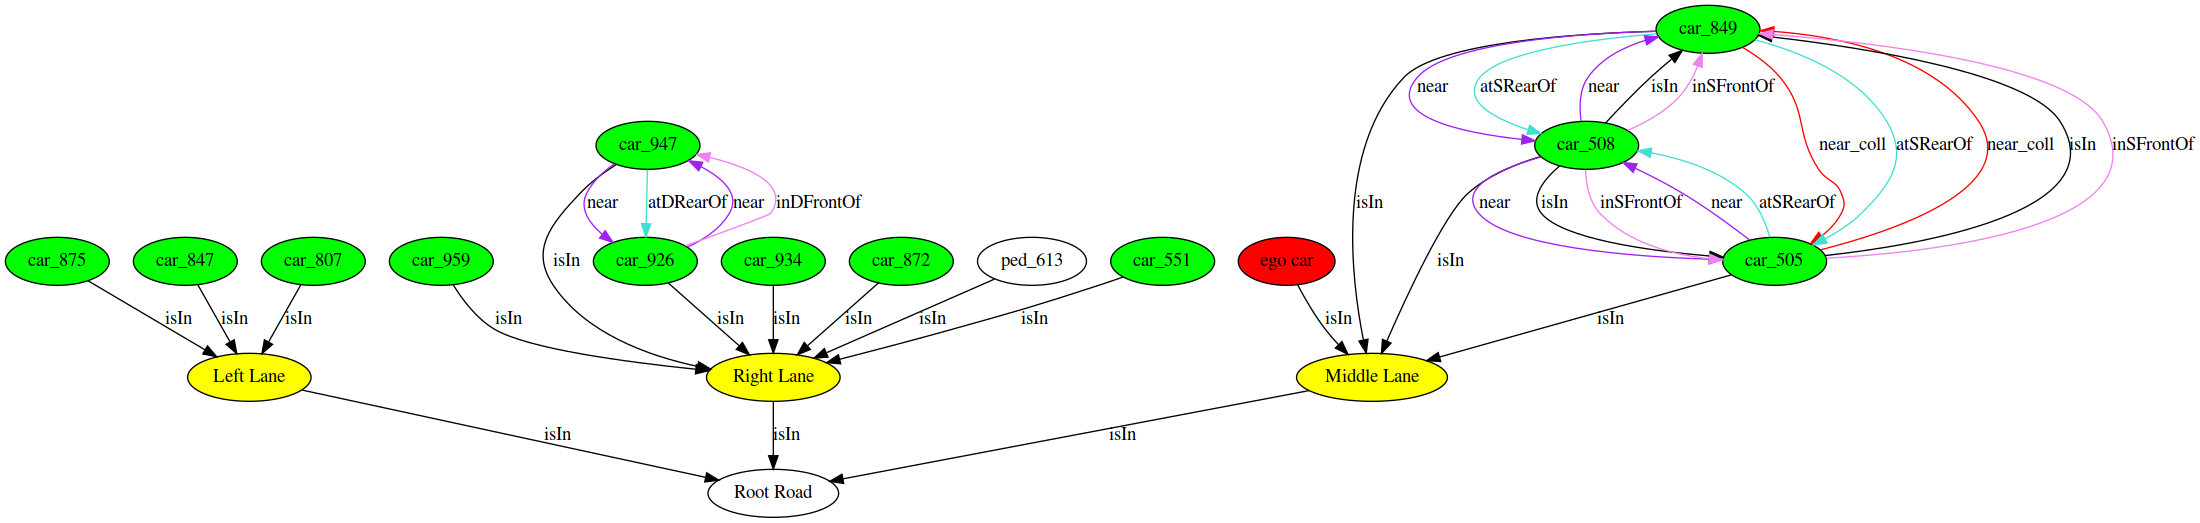 car_849
near
atSRearOf
near
isIn
inSFrontOf
car_947
car_508
near_coll
atSRearOf
near_coll
isIn
inSFrontOf
near
atDRearOf
near
inDFrontOf
isIn
near
isIn
inSFrontOf
near
atSRearOf
car_875
car_847
car_807
car_959
isIn
car_926
car_934
car_872
ped_613
car_551
ego car
isIn
car_505
isIn
isIn
isIn
isIn
isIn
isIn
isIn
isIn
isIn
isIn
isIn
Left Lane
Right Lane
Middle Lane
isIn
isIn
isIn
Root Road